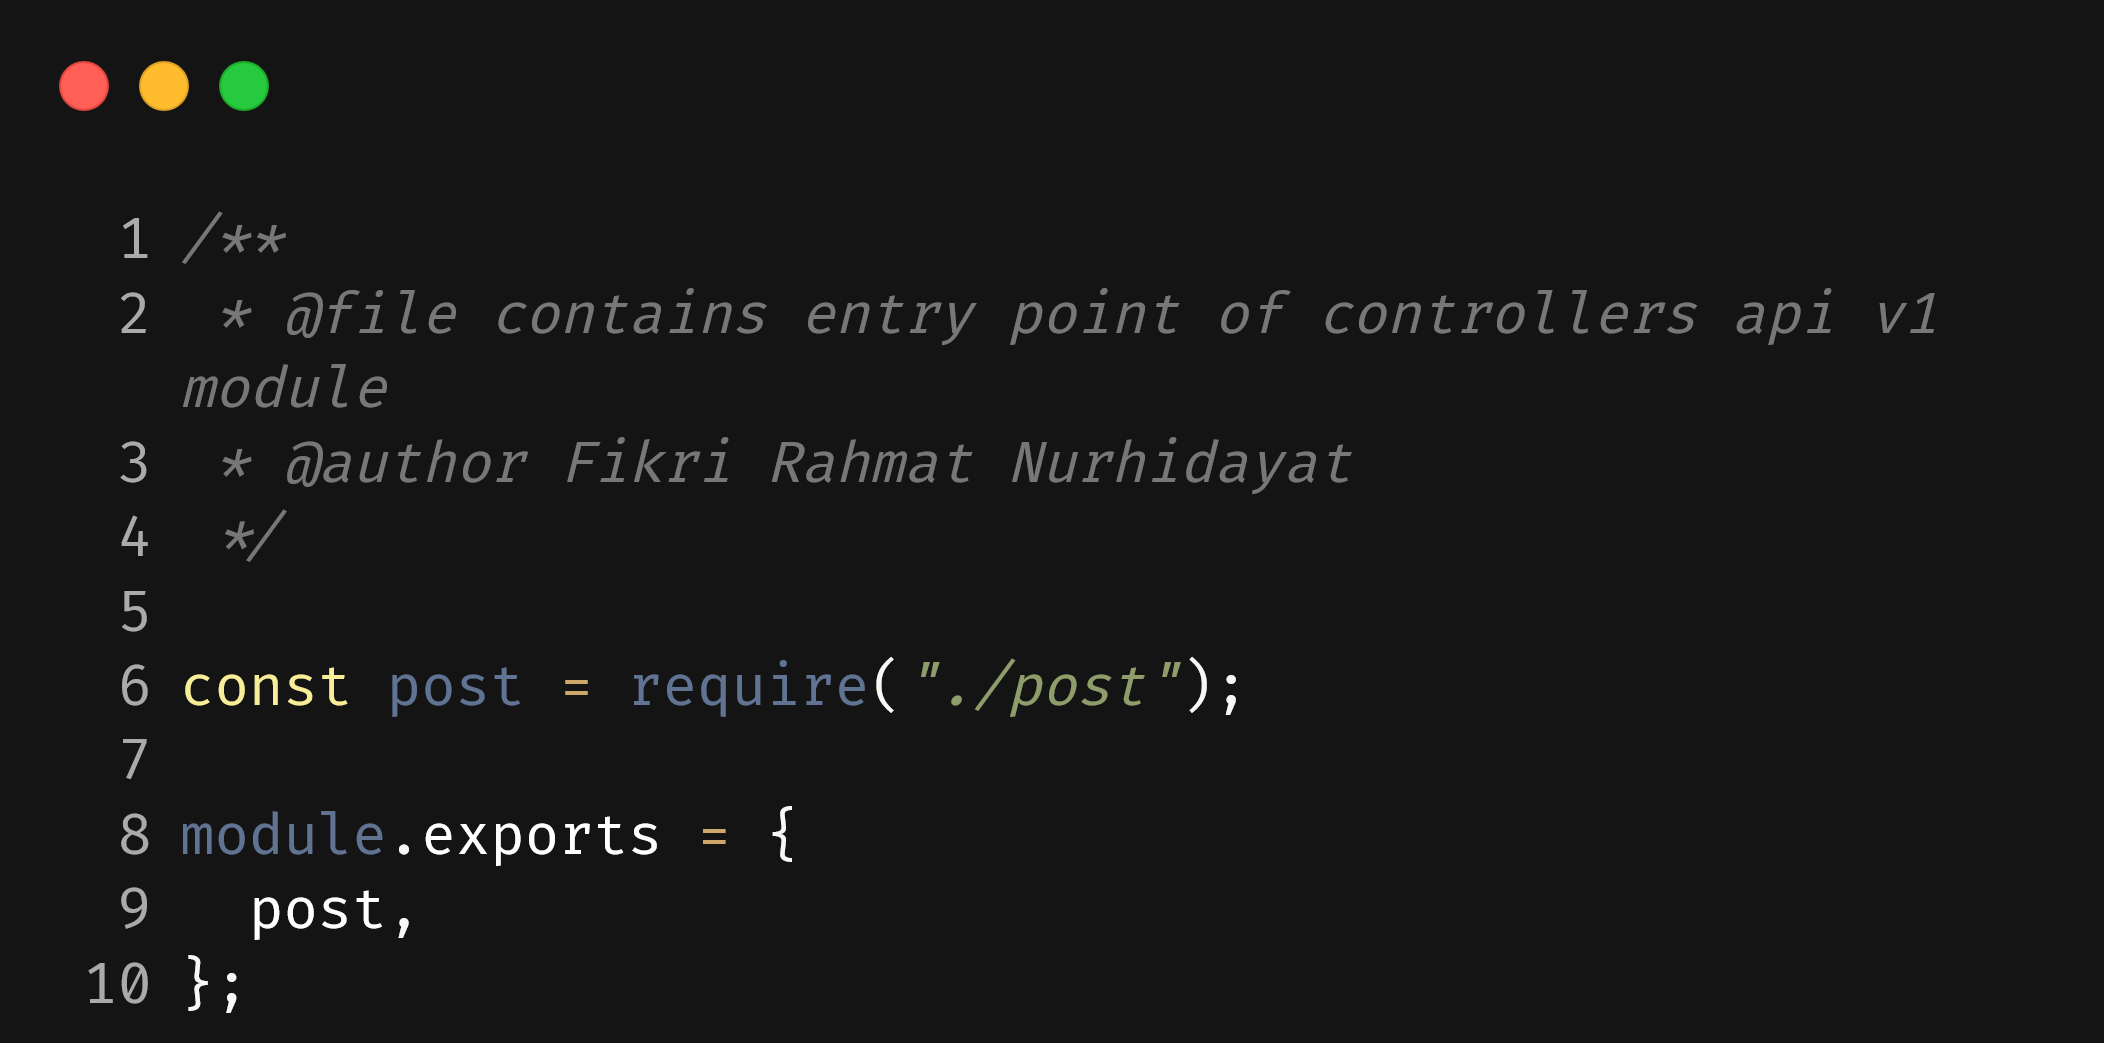 1 /**
2  * @file contains entry point of controllers api v1
module
3  * @author Fikri Rahmat Nurhidayat
4  */
5
6 const post = require("./post");
7
8 module.exports = {
9   post,
10 };